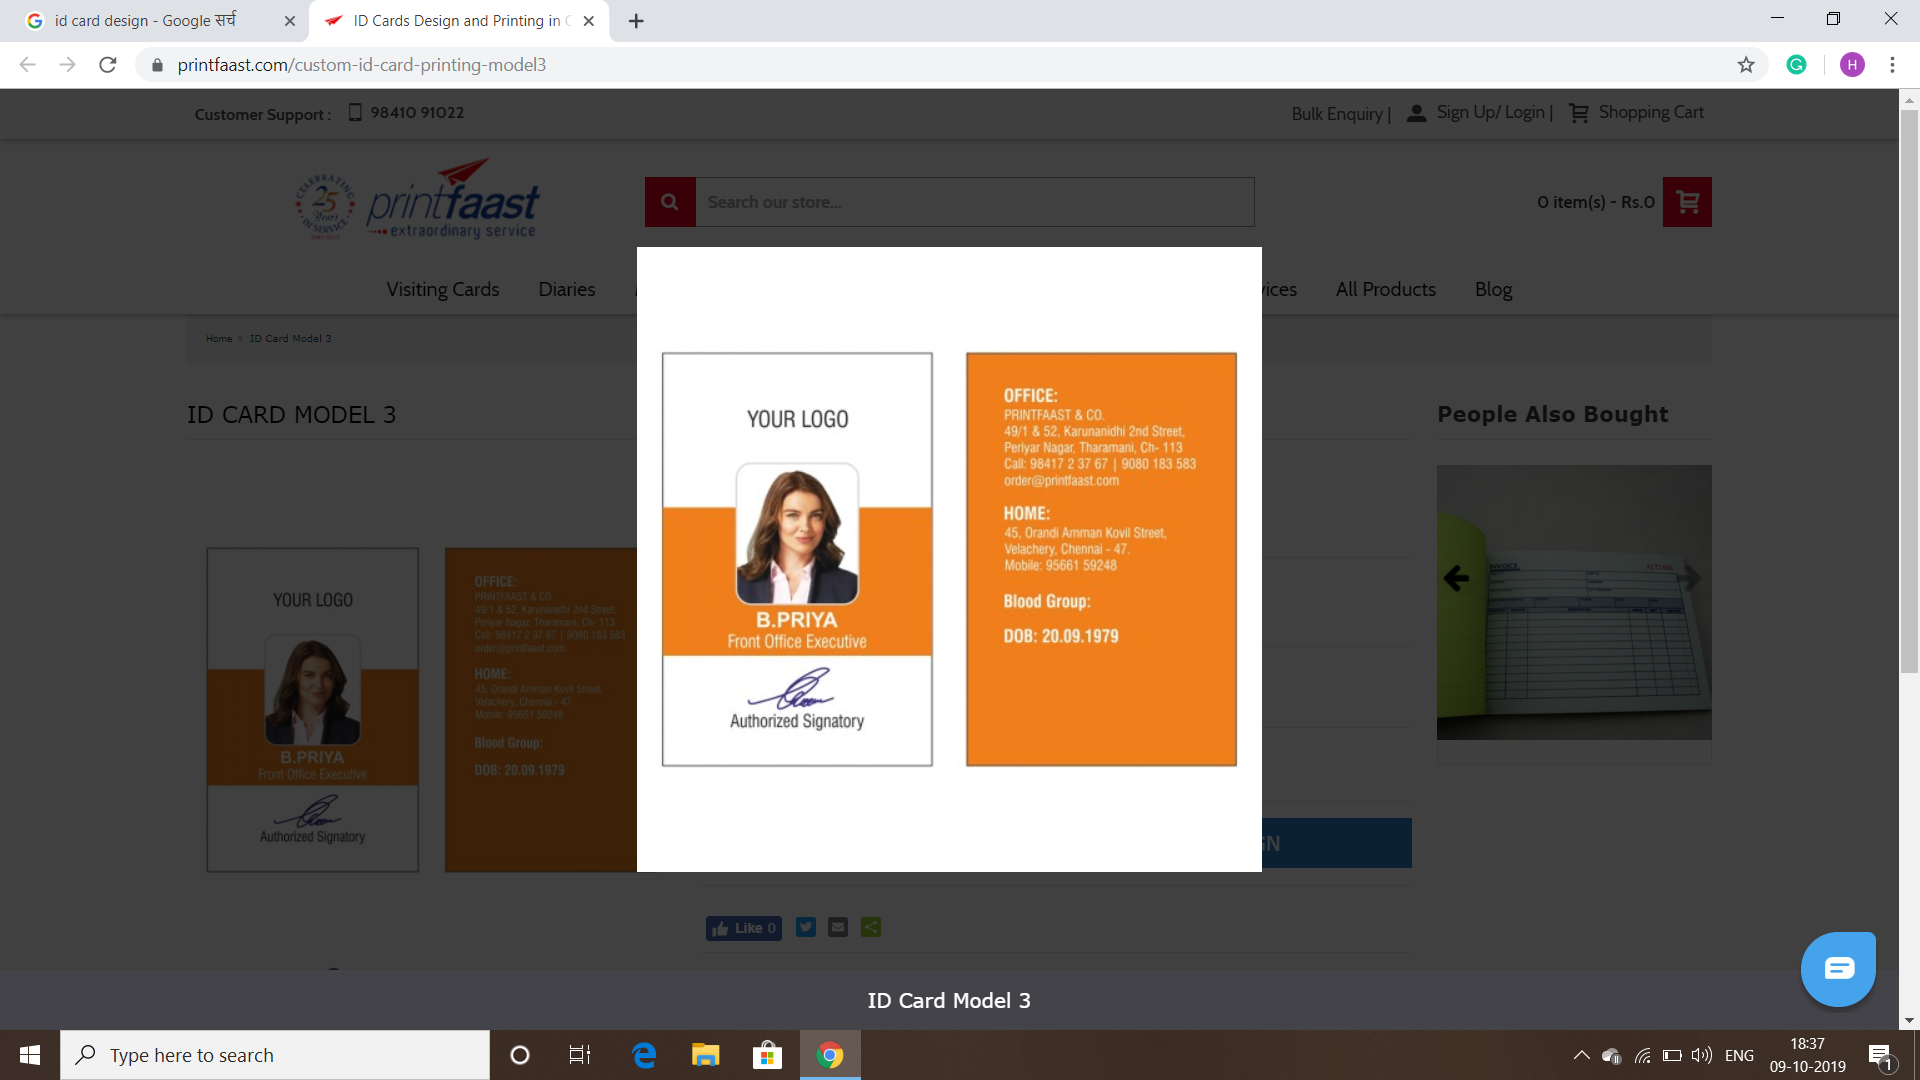 id card design - Google सर्च
ID Cards Design and Printing in C
printfaast.com/custom-id-card-printing-model3
H
Customer Support : 98410 91022
Bulk Enquiry | Sign Up/ Login | Shopping Cart
CELEBRATING 25 Years IN SERVICE
printfaast
extraordinary service
Search our store...
0 item(s) - Rs.0
Visiting Cards Diaries
All Products Blog
Home » ID Card Model 3
ID CARD MODEL 3
People Also Bought
YOUR LOGO
B.PRIYA
Front Office Executive
Authorized Signatory
OFFICE:
PRINTFAAST & CO.
49/1 & 52, Karunanidhi 2nd Street,
Periyar Nagar, Tharamani, Ch- 113
Call: 98417 2 37 67 | 9080 183 583
order@printfaast.com
HOME:
45, Orandi Amman Kovil Street,
Velachery, Chennai - 47.
Mobile: 95661 59248
Blood Group:
DOB: 20.09.1979
YOUR LOGO
B.PRIYA
Front Office Executive
Authorized Signatory
OFFICE:
PRINTFAAST & CO.
49/1 & 52, Karunanidhi 2nd Street,
Periyar Nagar, Tharamani, Ch- 113
Call: 98417 2 37 67 | 9080 183 583
order@printfaast.com
HOME:
45, Orandi Amman Kovil Street,
Velachery, Chennai - 47.
Mobile: 95661 59248
Blood Group:
DOB: 20.09.1979
INVOICE
Like 0
ID Card Model 3
Type here to search
ENG
18:37
09-10-2019
1